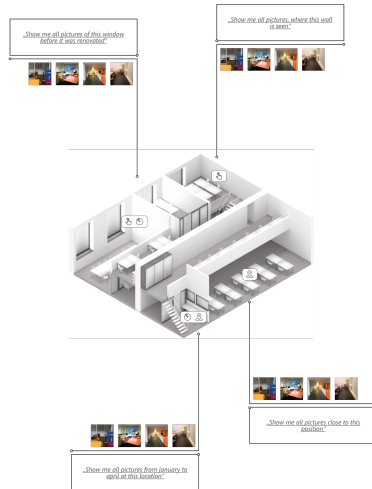 „Show me all pictures of this window
before it was renovated"
„Show me all pictures, where this wall
is seen"
„Show me all pictures close to this
position"
„Show me all pictures from january to
april at this location"